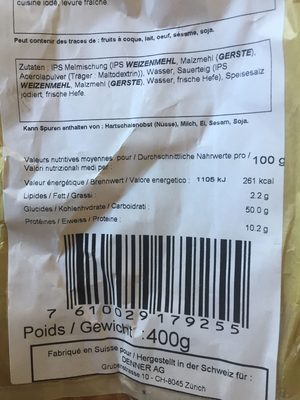 cuisine iodé, levure fraîche.
Peut contenir des traces de : fruits à coque, lait, oeuf, sésame, soja.
Zutaten : IPS Melmischung (IPS WEIZENMEHL, Malzmehl (GERSTE),
Acerolapulver (Träger : Maltodextrin)), Wasser, Sauerteig (IPS
WEIZENMEHL, Malzmehl (GERSTE), Wasser, frische Hefe), Speisesalz
jodiert, frische Hefe.
Kann Spuren enthalten von : Hartschalenobst (Nüsse), Milch, Ei, Sesam, Soja.
Valeurs nutritives moyennes pour / Durchschnittliche Nährwerte pro / 100 g
Valori nutrizionali medi per
Valeur énergétique / Brennwert / Valore energetico : 1105 kJ 261 kcal
Lipides / Fett / Grassi 2.2 g
Glucides / Kohlenhydrate / Carboidrati : 50.0 g
Protéines / Eiweiss / Proteine : 10.2 g
7 610029 179255
Poids / Gewicht :400g
Fabriqué en Suisse pour / Hergestellt in der Schweiz für :
DENNER AG
Grubenstrasse 10 - CH-8045 Zürich